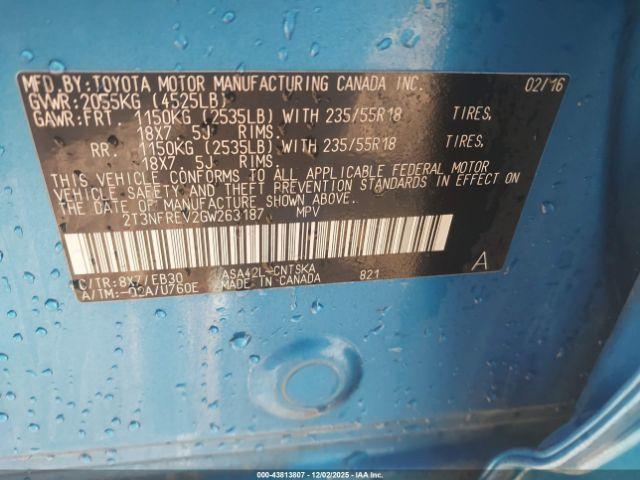 MFD.BY:TOYOTA MOTOR MANUFACTURING CANADA INC. 02/16
GVWR:2055KG (4525LB)
GAWR:FRT. 1150KG (2535LB) WITH 235/55R18 TIRES,
18X7. 5J RIMS.
RR. 1150KG (2535LB) WITH 235/55R18 TIRES,
18X7. 5J RIMS.
THIS VEHICLE CONFORMS TO ALL APPLICABLE FEDERAL MOTOR
VEHICLE SAFETY AND THEFT PREVENTION STANDARDS IN EFFECT ON
THE DATE OF MANUFACTURE SHOWN ABOVE.
2T3NFREV2GW263187 MPV
C/TR:8X7/EB30 ASA42L-CNTSKA 821 A
A/TM:-02A/U760E MADE IN CANADA
000-43813807 - 12/02/2025 - COPYRIGHT IAA, LLC.